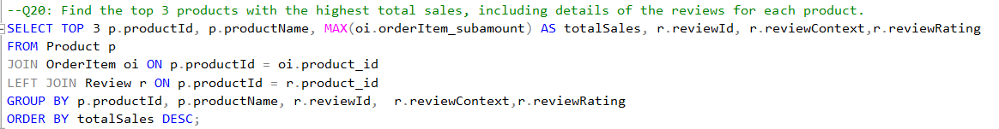 --Q20: Find the top 3 products with the highest total sales, including details of the reviews for each product.
SELECT TOP 3 p.productId, p.productName, MAX(oi.orderItem_subamount) AS totalSales, r.reviewId, r.reviewContext,r.reviewRating
FROM Product p
JOIN OrderItem oi ON p.productId = oi.product_id
LEFT JOIN Review r ON p.productId = r.product_id
GROUP BY p.productId, p.productName, r.reviewId,  r.reviewContext,r.reviewRating
ORDER BY totalSales DESC;